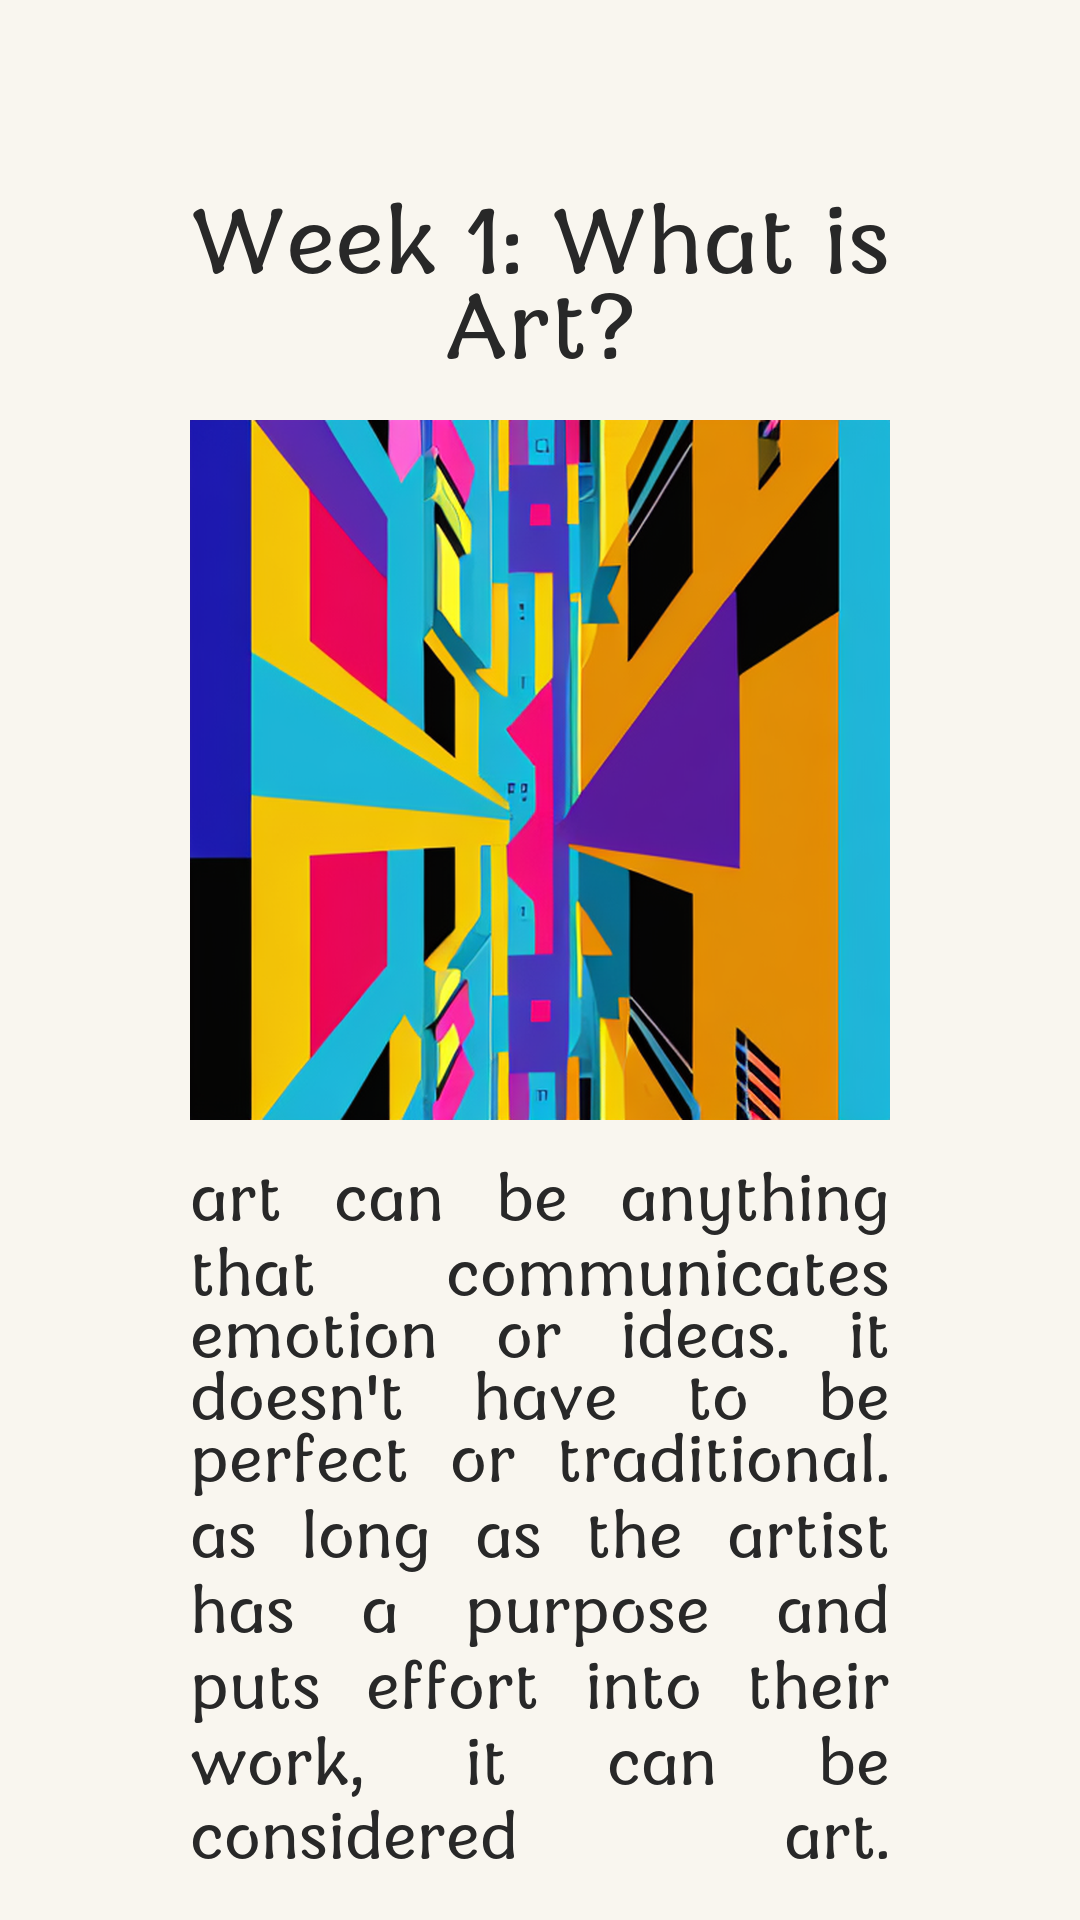 Week 1: What is
Art?
art can be anything
that communicates
emotion or ideas. it
doesn't have to be
perfect or traditional.
as long as the artist
has a purpose and
puts effort into their
work, it can be
considered art.